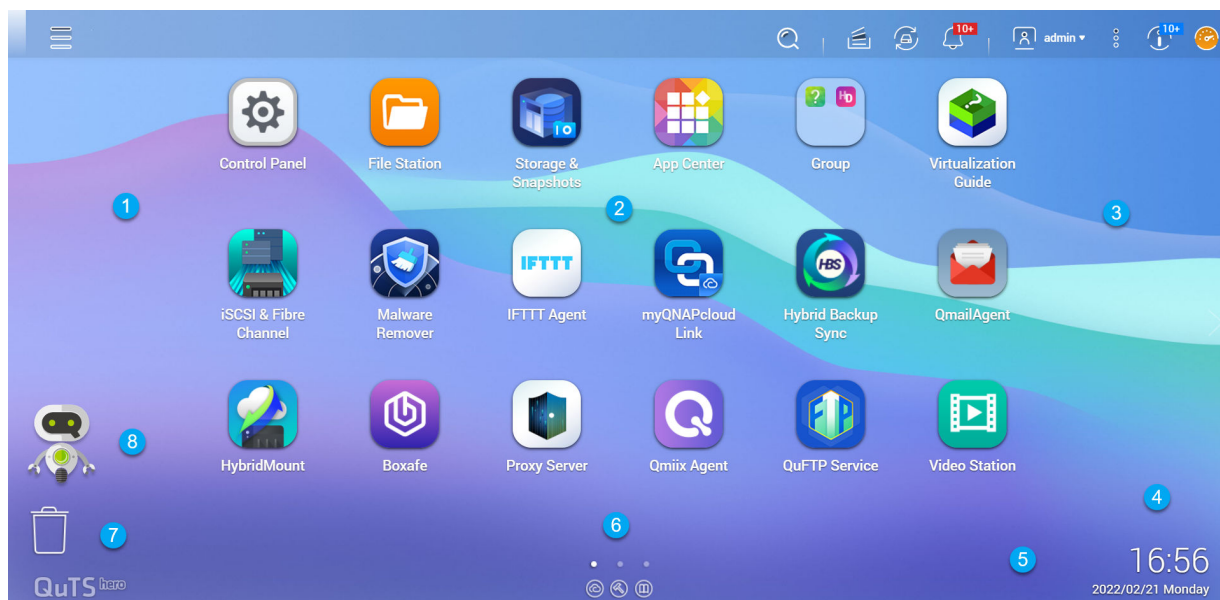 10+
admin
10+
?
HD
?
Control Panel
File Station
Storage &
Snapshots
App Center
Group
Virtualization
Guide
1
2
3
IFTTT
HBS
iSCSI & Fibre
Channel
Malware
Remover
IFTTT Agent
myQNAPcloud
Link
Hybrid Backup
Sync
QmailAgent
FTP
8
HybridMount
Boxafe
Proxy Server
Qmiix Agent
QuFTP Service
Video Station
4
6
7
5
16:56
QuTS hero
2022/02/21 Monday